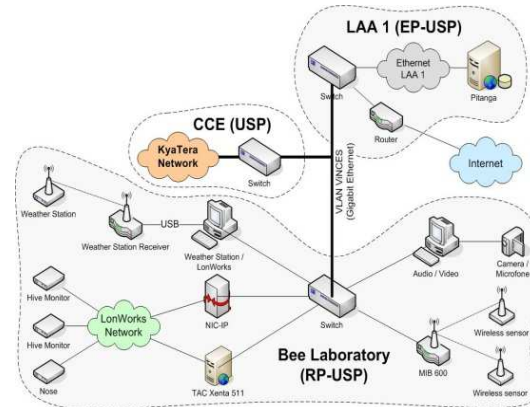 LAA 1 (EP-USP)
Ethernet
LAA 1
Switch
Pitanga
Router
Internet
CCE (USP)
KyaTera
Network
Switch
VLAN VINCES
(Gigabit Ethernet)
Weather Station
Weather Station Receiver
USB
Weather Station /
LonWorks
Audio / Video
Camera /
Microfone
Hive Monitor
LonWorks
Network
NIC-IP
Switch
Wireless sensor
Hive Monitor
MIB 600
Wireless sensor
Nose
TAC Xenta 511
Bee Laboratory
(RP-USP)